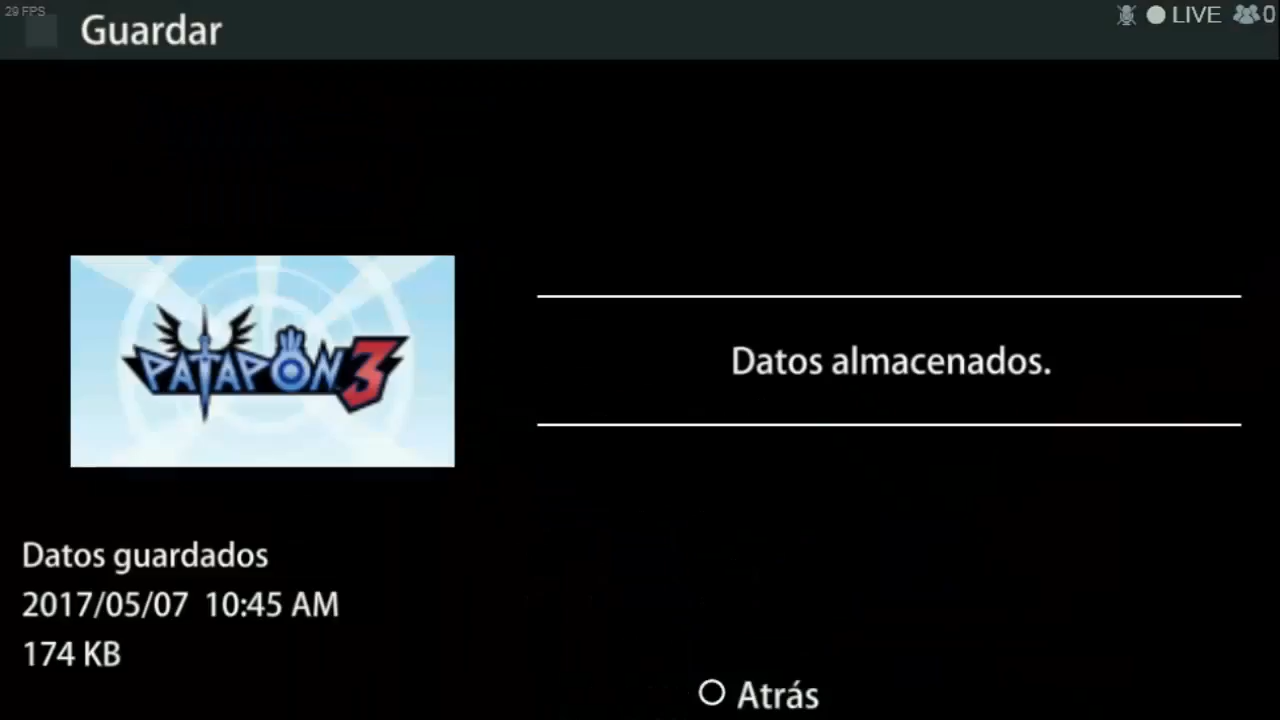 29 FPS
Guardar
LIVE 0
PATAPON 3
Datos almacenados.
Datos guardados
2017/05/07 10:45 AM
174 KB
Atrás